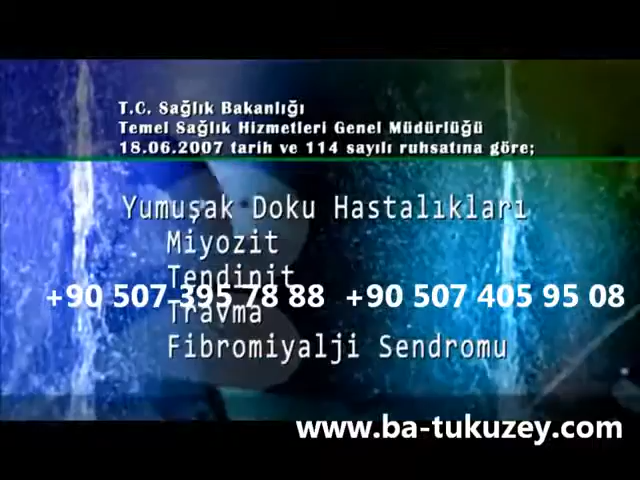 T.C. Sağlık Bakanlığı
Temel Sağlık Hizmetleri Genel Müdürlüğü
18.06.2007 tarih ve 114 sayılı ruhsatına göre;
Yumuşak Doku Hastalıkları
Miyozit
Tendinit
+90 507 395 78 88 +90 507 405 95 08
Travma
Fibromiyalji Sendromu
www.ba-tukuzey.com